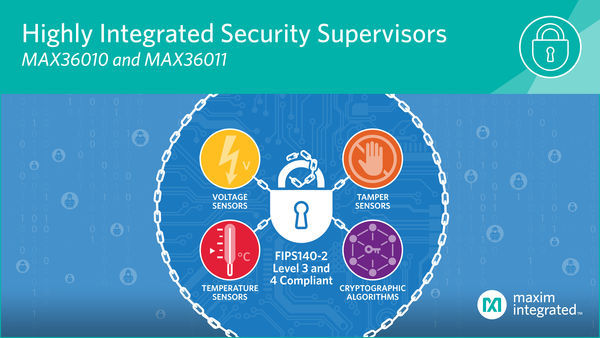 Highly Integrated Security Supervisors
MAX36010 and MAX36011
V
VOLTAGE
SENSORS
TAMPER
SENSORS
°C
TEMPERATURE
SENSORS
FIPS140-2
Level 3 and
4 Compliant
CRYPTOGRAPHIC
ALGORITHMS
maxim
integrated™